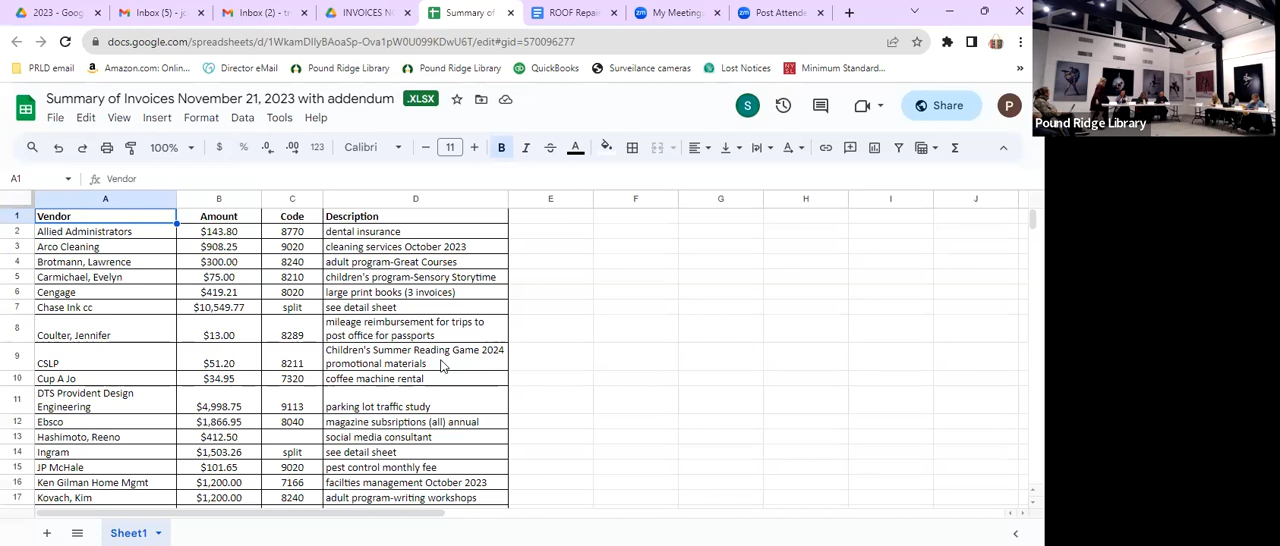 2023 - Goog
Inbox (5) - jo
Inbox (2) - tr
INVOICES N
Summary of
ROOF Repai
My Meeting
Post Attende
docs.google.com/spreadsheets/d/1WkamDIlyBAoaSp-Ova1pW0U099KDwU6T/edit#gid=570096277
PRLD email
Amazon.com: Onlin...
Director eMail
Pound Ridge Library
Pound Ridge Library
QuickBooks
Surveilance cameras
Lost Notices
Minimum Standard...
Pound Ridge Library
Summary of Invoices November 21, 2023 with addendum .XLSX
S
Share
P
File Edit View Insert Format Data Tools Help
100% $ % .0 .00 123 Calibri 11 B I A
A1 fx Vendor
A B C D E F G H I J
1 Vendor Amount Code Description
2 Allied Administrators $143.80 8770 dental insurance
3 Arco Cleaning $908.25 9020 cleaning services October 2023
4 Brotmann, Lawrence $300.00 8240 adult program-Great Courses
5 Carmichael, Evelyn $75.00 8210 children's program-Sensory Storytime
6 Cengage $419.21 8020 large print books (3 invoices)
7 Chase Ink cc $10,549.77 split see detail sheet
mileage reimbursement for trips to
8 Coulter, Jennifer $13.00 8289 post office for passports
Children's Summer Reading Game 2024
9 CSLP $51.20 8211 promotional materials
10 Cup A Jo $34.95 7320 coffee machine rental
DTS Provident Design
11 Engineering $4,998.75 9113 parking lot traffic study
12 Ebsco $1,866.95 8040 magazine subsriptions (all) annual
13 Hashimoto, Reeno $412.50 social media consultant
14 Ingram $1,503.26 split see detail sheet
15 JP McHale $101.65 9020 pest control monthly fee
16 Ken Gilman Home Mgmt $1,200.00 7166 facilties management October 2023
17 Kovach, Kim $1,200.00 8240 adult program-writing workshops
Sheet1